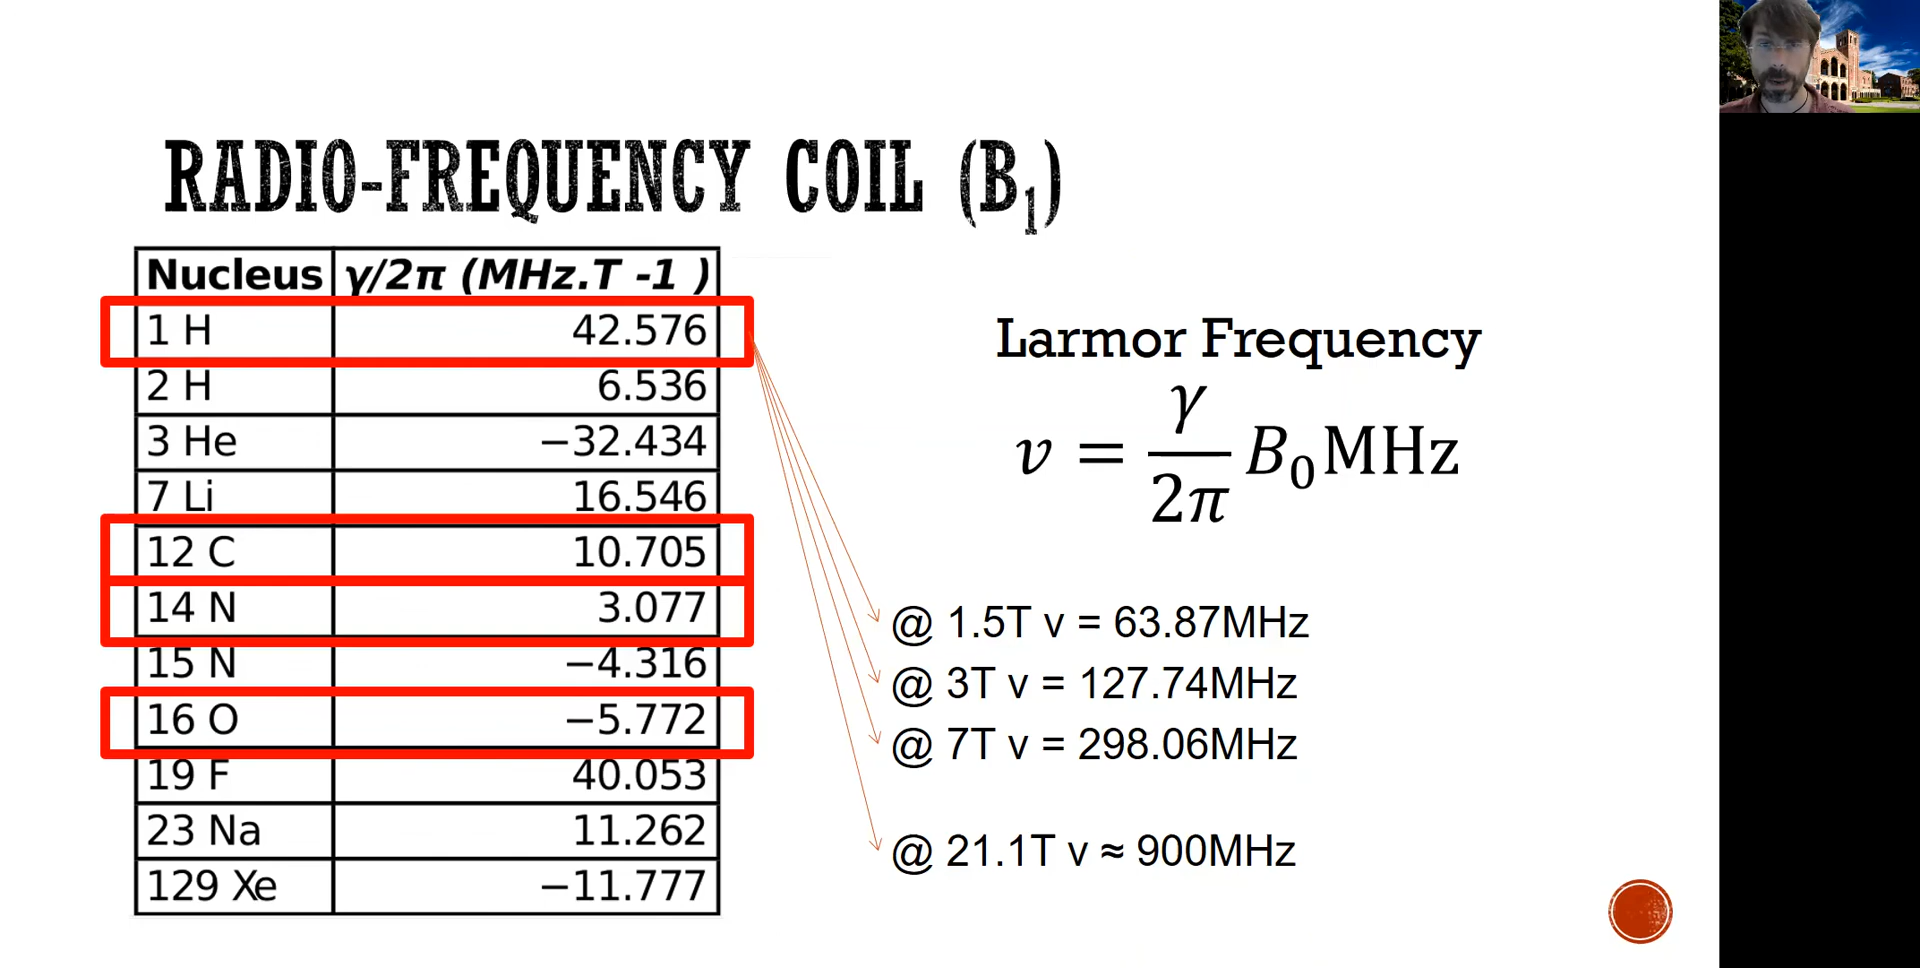 RADIO-FREQUENCY COIL (B1)
Nucleus γ/2π (MHz.T -1 )
1 H 42.576
2 H 6.536
3 He −32.434
7 Li 16.546
12 C 10.705
14 N 3.077
15 N −4.316
16 O −5.772
19 F 40.053
23 Na 11.262
129 Xe −11.777
Larmor Frequency
v = γ/2π B0 MHz
@ 1.5T v = 63.87MHz
@ 3T v = 127.74MHz
@ 7T v = 298.06MHz
@ 21.1T v ≈ 900MHz